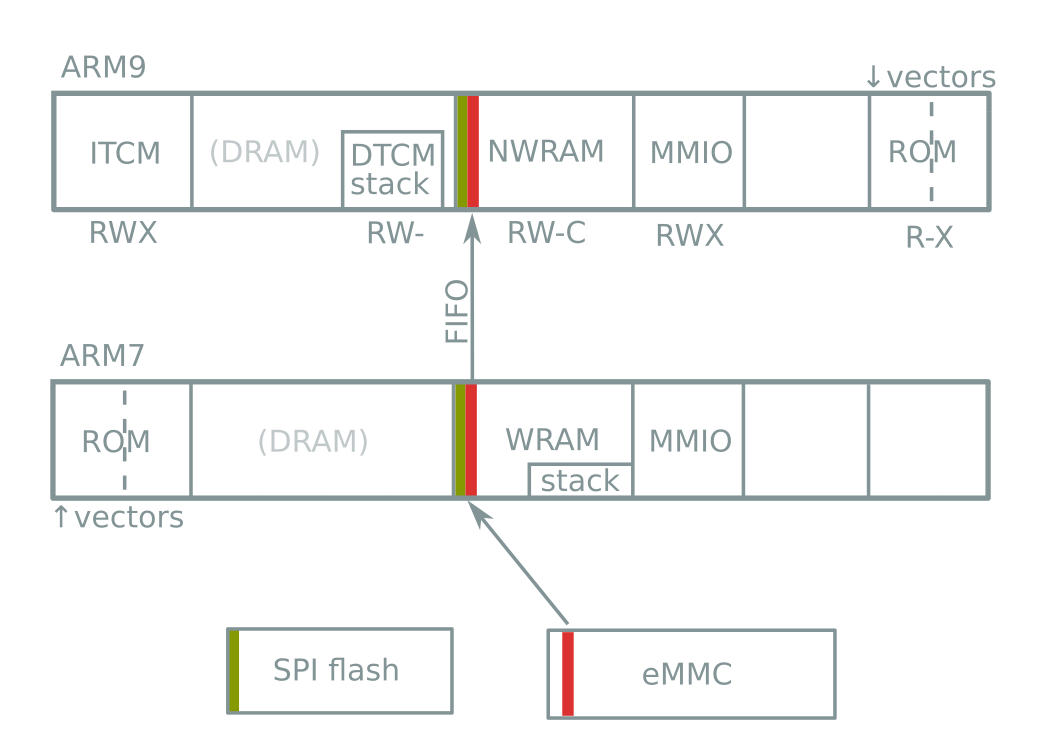 ARM9
↓vectors
ITCM
(DRAM)
DTCM
stack
NWRAM
MMIO
ROM
RWX
RW-
RW-C
RWX
R-X
FIFO
ARM7
ROM
(DRAM)
WRAM
stack
MMIO
↑vectors
SPI flash
eMMC